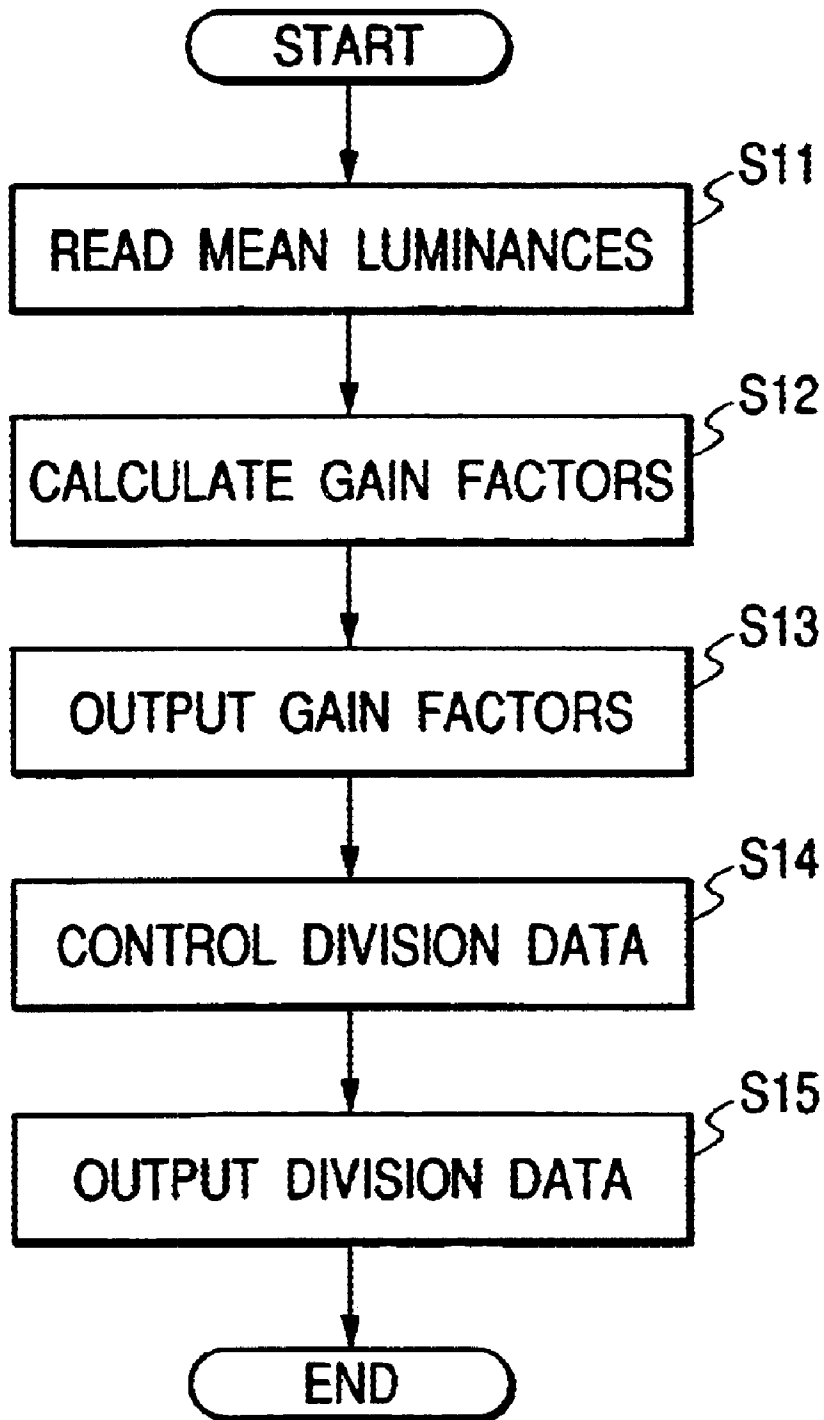 START
S11
READ MEAN LUMINANCES
S12
CALCULATE GAIN FACTORS
S13
OUTPUT GAIN FACTORS
S14
CONTROL DIVISION DATA
S15
OUTPUT DIVISION DATA
END